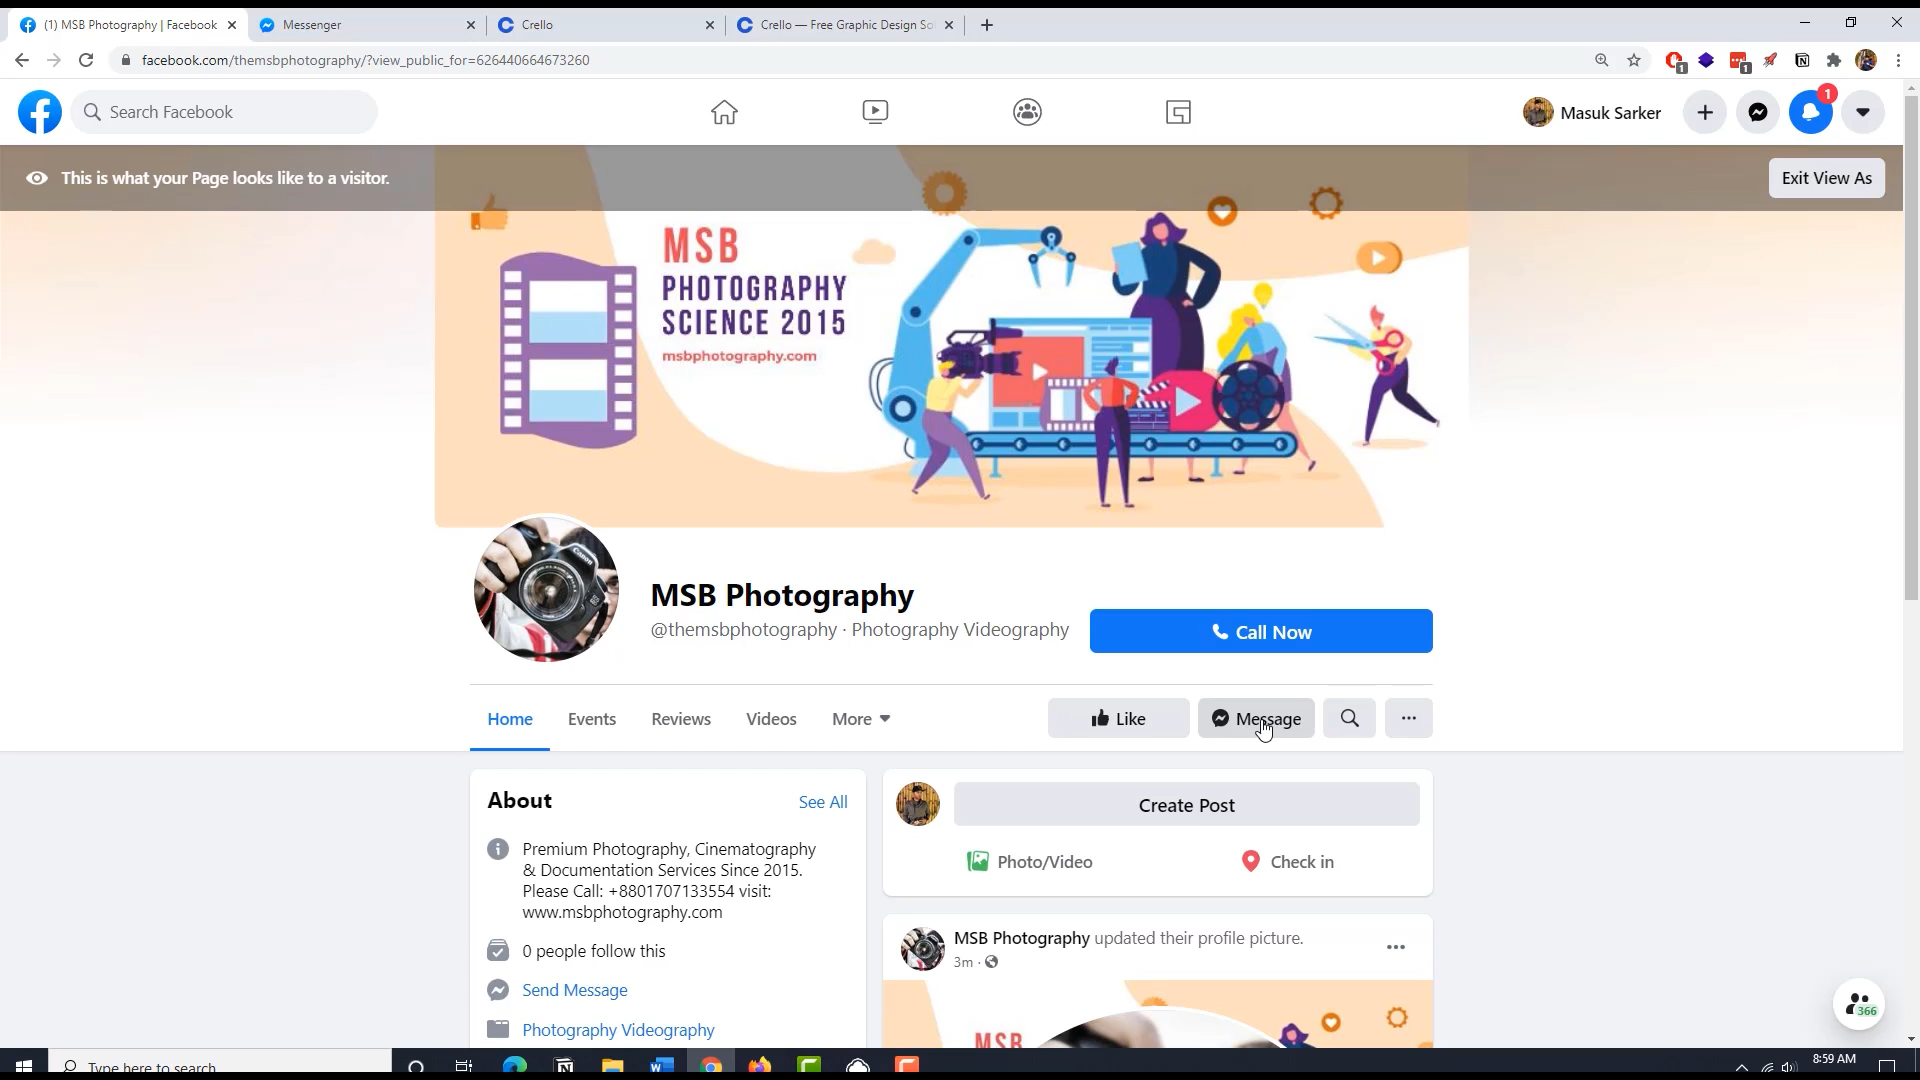 (1) MSB Photography | Facebook
Messenger
Crello
Crello — Free Graphic Design So
facebook.com/themsbphotography/?view_public_for=626440664673260
1
1
Search Facebook
Masuk Sarker
1
This is what your Page looks like to a visitor.
Exit View As
MSB
PHOTOGRAPHY
SCIENCE 2015
msbphotography.com
MSB Photography
@themsbphotography · Photography Videography
Call Now
Home
Events
Reviews
Videos
More
Like
Message
About
See All
Create Post
Premium Photography, Cinematography
& Documentation Services Since 2015.
Please Call: +8801707133554 visit:
www.msbphotography.com
Photo/Video
Check in
0 people follow this
MSB Photography updated their profile picture.
3m ·
Send Message
Photography Videography
MSB
366
Type here to search
8:59 AM